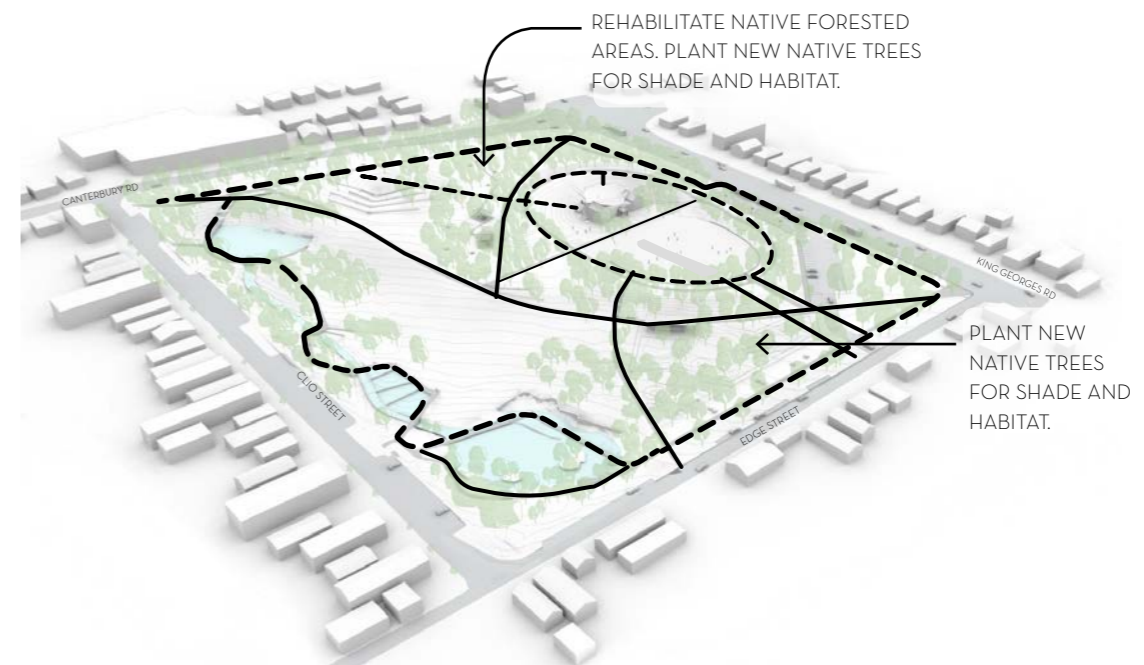 REHABILITATE NATIVE FORESTED
AREAS. PLANT NEW NATIVE TREES
FOR SHADE AND HABITAT.
CANTERBURY RD
KING GEORGES RD
PLANT NEW
NATIVE TREES
FOR SHADE AND
HABITAT.
CLIO STREET
EDGE STREET